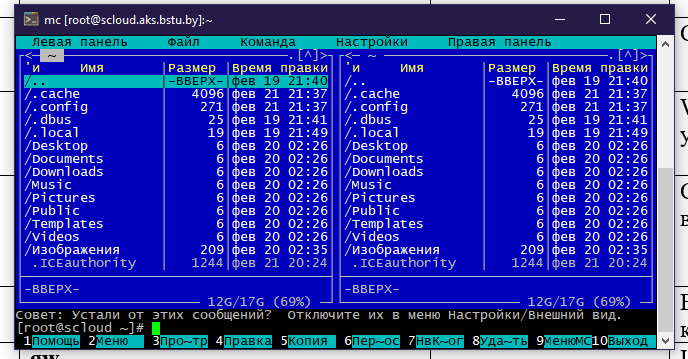 mc [root@scloud.aks.bstu.by]:~
Левая панель Файл Команда Настройки Правая панель
<─ ~ .[^]> <─ ~ .[^]>
'и Имя Размер Время правки 'и Имя Размер Время правки
/.. -ВВЕРХ- фев 19 21:40 /.. -ВВЕРХ- фев 19 21:40
/.cache 4096 фев 21 21:37 /.cache 4096 фев 21 21:37
/.config 271 фев 21 21:37 /.config 271 фев 21 21:37
/.dbus 25 фев 19 21:41 /.dbus 25 фев 19 21:41
/.local 19 фев 19 21:49 /.local 19 фев 19 21:49
/Desktop 6 фев 20 02:26 /Desktop 6 фев 20 02:26
/Documents 6 фев 20 02:26 /Documents 6 фев 20 02:26
/Downloads 6 фев 20 02:26 /Downloads 6 фев 20 02:26
/Music 6 фев 20 02:26 /Music 6 фев 20 02:26
/Pictures 6 фев 20 02:26 /Pictures 6 фев 20 02:26
/Public 6 фев 20 02:26 /Public 6 фев 20 02:26
/Templates 6 фев 20 02:26 /Templates 6 фев 20 02:26
/Videos 6 фев 20 02:26 /Videos 6 фев 20 02:26
/Изображения 209 фев 20 02:35 /Изображения 209 фев 20 02:35
.ICEauthority 1244 фев 21 20:24 .ICEauthority 1244 фев 21 20:24
-ВВЕРХ- -ВВЕРХ-
12G/17G (69%) 12G/17G (69%)
Совет: Устали от этих сообщений? Отключите их в меню Настройки/Внешний вид.
[root@scloud ~]#
1Помощь 2Меню 3Про~тр 4Правка 5Копия 6Пер~ос 7НвК~ог 8Уда~ть 9МенюMC 10Выход